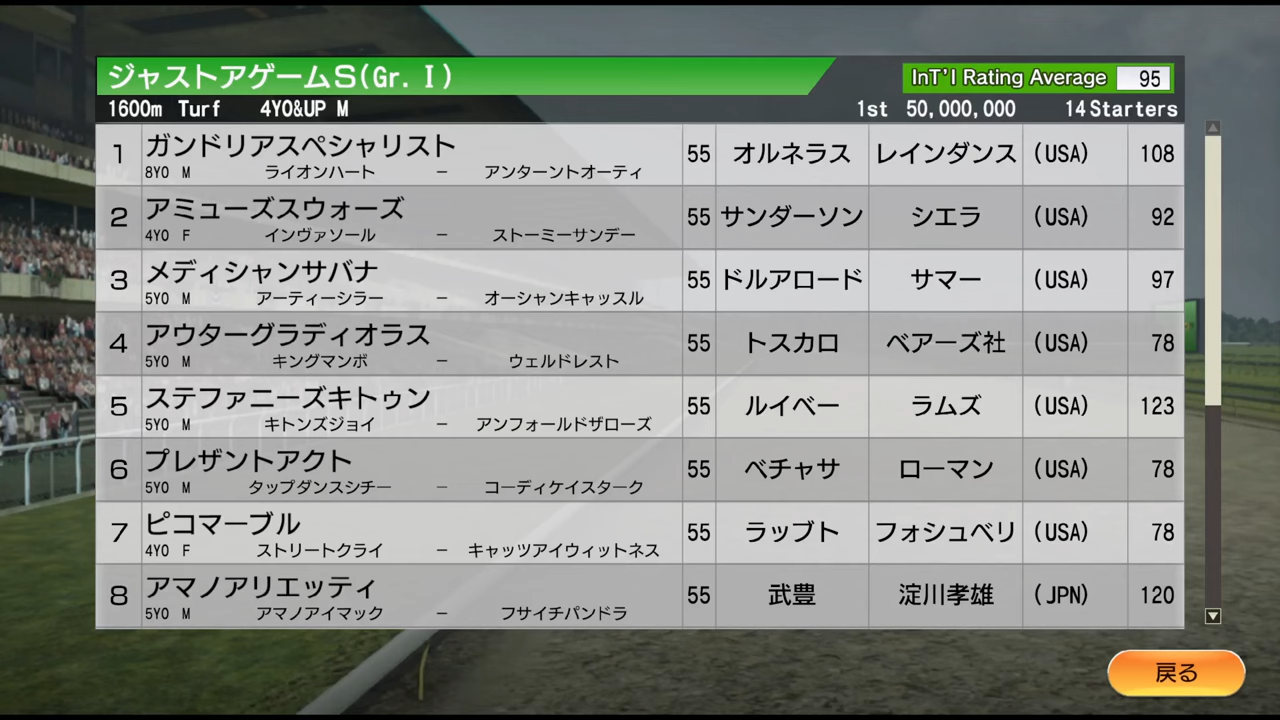 ジャストアゲームS(Gr.Ⅰ)
InT'l Rating Average 95
1600m Turf 4YO&UP M 1st 50,000,000 14Starters
1 ガンドリアスペシャリスト 55 オルネラス レインダンス (USA) 108
8YO M ライオンハート − アンターントオーティ
2 アミューズスウォーズ 55 サンダーソン シエラ (USA) 92
4YO F インヴァソール − ストーミーサンデー
3 メディシャンサバナ 55 ドルアロード サマー (USA) 97
5YO M アーティーシラー − オーシャンキャッスル
4 アウターグラディオラス 55 トスカロ ベアーズ社 (USA) 78
5YO M キングマンボ − ウェルドレスト
5 ステファニーズキトゥン 55 ルイベー ラムズ (USA) 123
5YO M キトンズジョイ − アンフォールドザローズ
6 プレザントアクト 55 ベチャサ ローマン (USA) 78
5YO M タップダンスシチー − コーディケイスターク
7 ピコマーブル 55 ラップト フォシュベリ (USA) 78
4YO F ストリートクライ − キャッツアイウィットネス
8 アマノアリエッティ 55 武豊 淀川孝雄 (JPN) 120
5YO M アマノアイマック − フサイチパンドラ
戻る